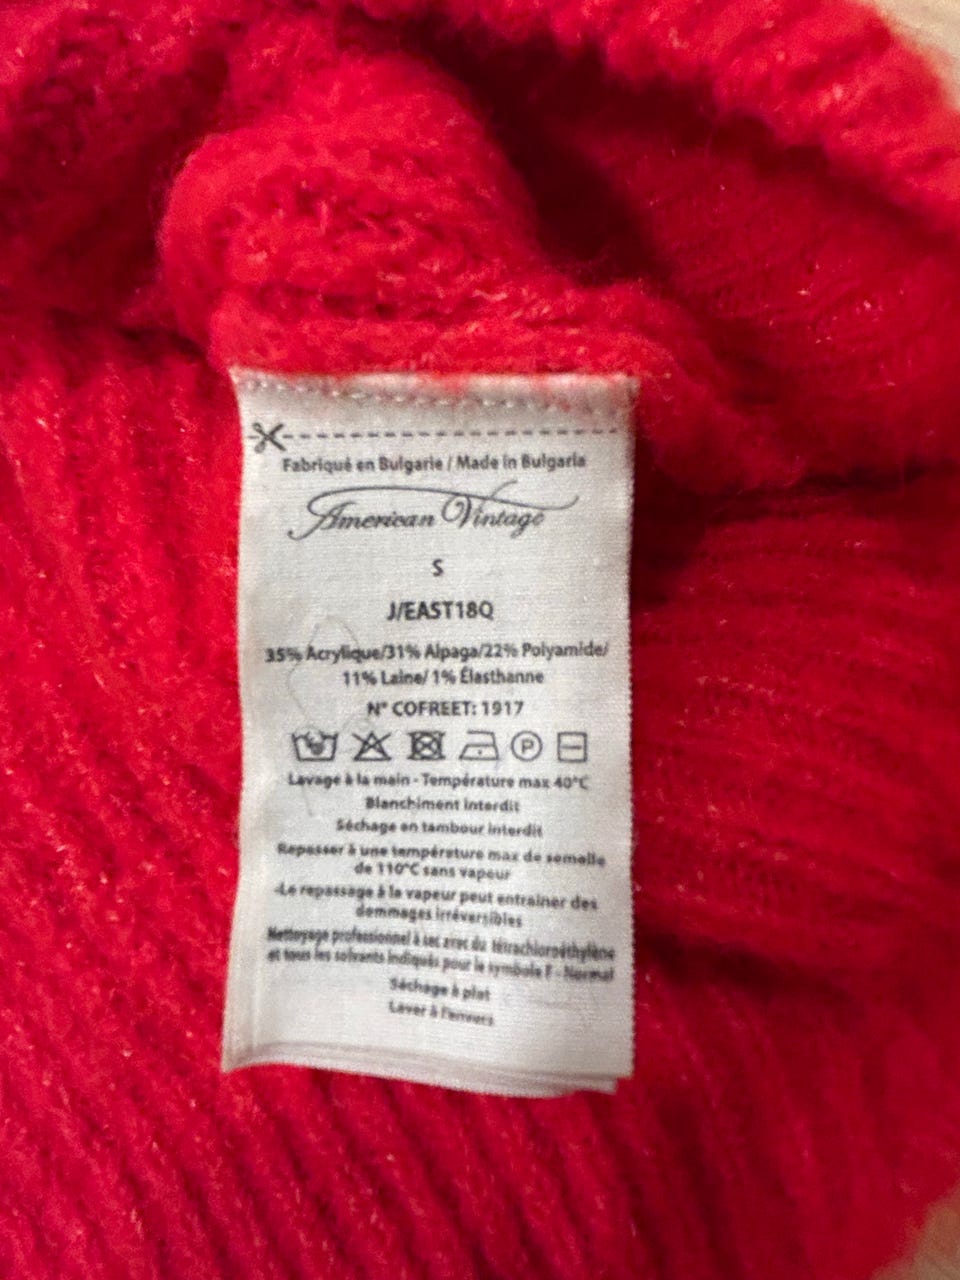 Fabriqué en Bulgarie / Made in Bulgaria
American Vintage
S
J/EAST18Q
35% Acrylique/31% Alpaga/22% Polyamide/
11% Laine/ 1% Élasthanne
N° COFREET: 1917
P
Lavage à la main - Température max 40°C
Blanchiment interdit
Séchage en tambour interdit
Repasser à une température max de semelle
de 110°C sans vapeur
-Le repassage à la vapeur peut entrainer des
dommages irréversibles
Nettoyage professionnel à sec avec du tétrachloroéthylène
et tous les solvants indiqués pour le symbole F - Normal
Séchage à plat
Laver à l'envers